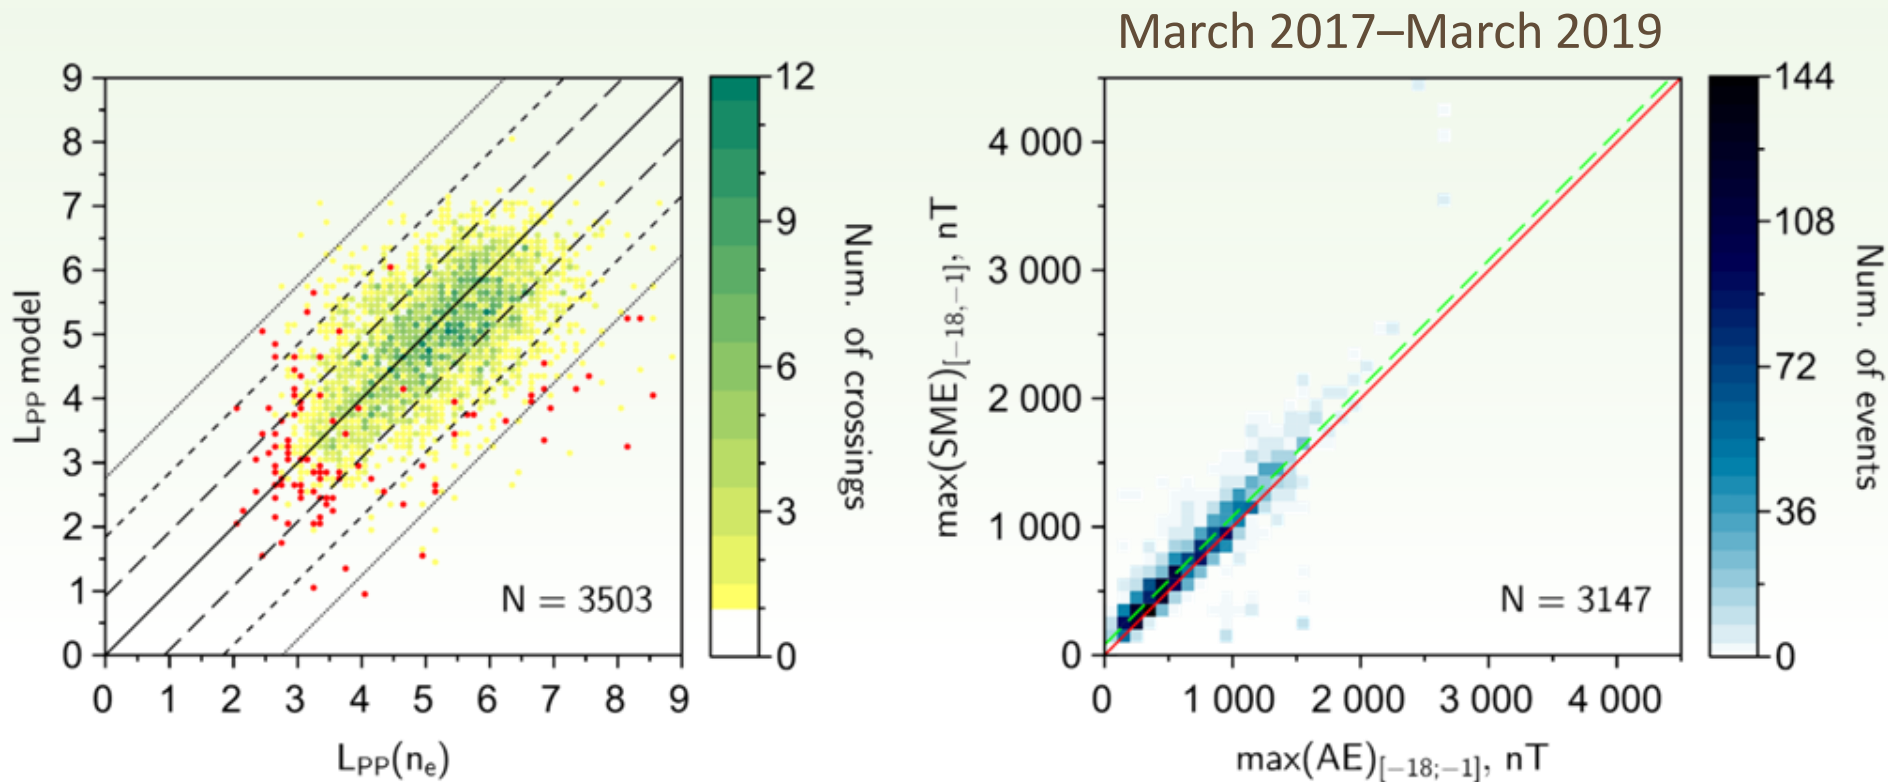 March 2017–March 2019
9
8
7
6
5
4
3
2
1
0
L_PP model
0 1 2 3 4 5 6 7 8 9
L_PP(n_e)
N = 3503
12
9
6
3
0
Num. of crossings
4 000
3 000
2 000
1 000
0
max(SME)_[−18,−1], nT
0 1 000 2 000 3 000 4 000
max(AE)_[−18;−1], nT
N = 3147
144
108
72
36
0
Num. of events